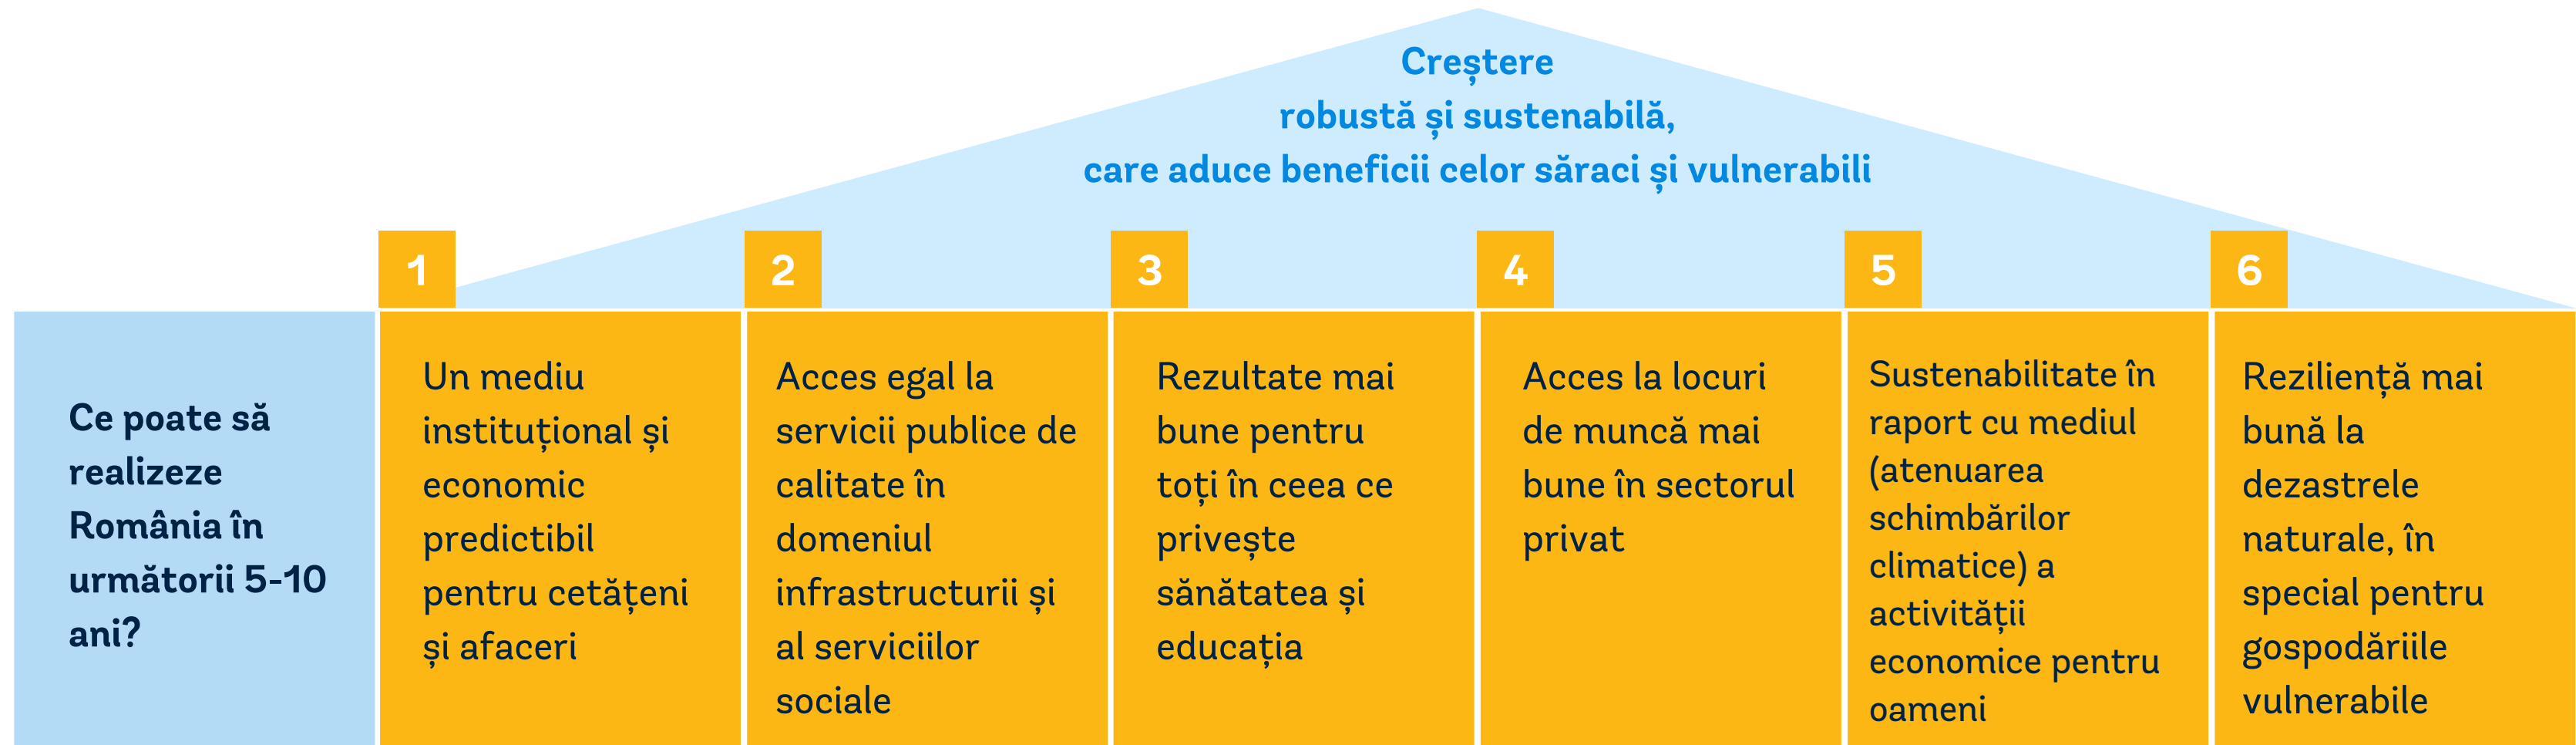 Creștere
robustă și sustenabilă,
care aduce beneficii celor săraci și vulnerabili
Ce poate să
realizeze
România în
următorii 5-10
ani?
1
Un mediu
instituțional și
economic
predictibil
pentru cetățeni
și afaceri
2
Acces egal la
servicii publice de
calitate în
domeniul
infrastructurii și
al serviciilor
sociale
3
Rezultate mai
bune pentru
toți în ceea ce
privește
sănătatea și
educația
4
Acces la locuri
de muncă mai
bune în sectorul
privat
5
Sustenabilitate în
raport cu mediul
(atenuarea
schimbărilor
climatice) a
activității
economice pentru
oameni
6
Reziliență mai
bună la
dezastrele
naturale, în
special pentru
gospodăriile
vulnerabile